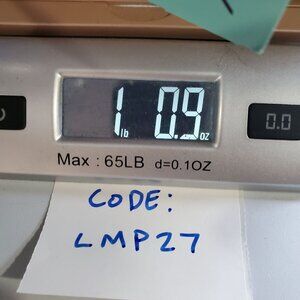 1 lb 0.9 oz
0.0
Max : 65LB d=0.1OZ
CODE:
LMP27